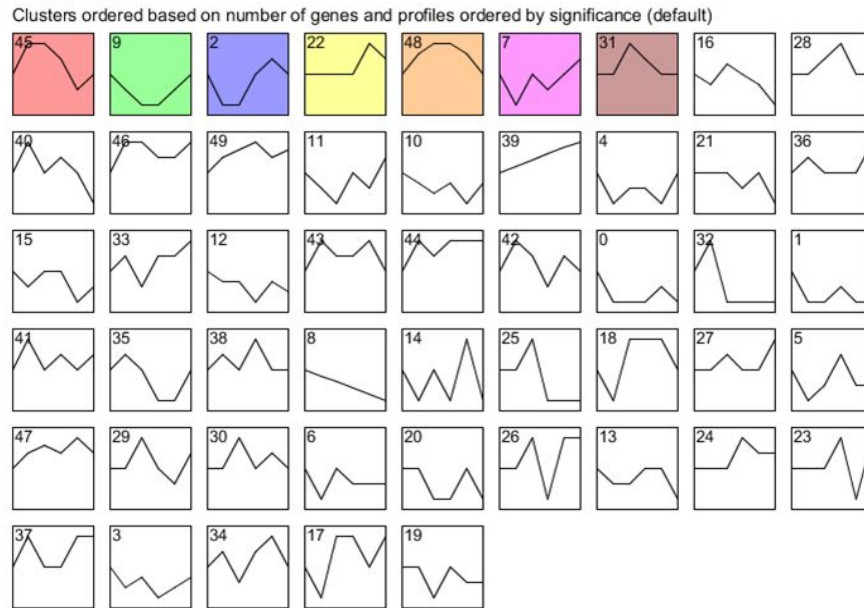 Clusters ordered based on number of genes and profiles ordered by significance (default)
45 9 2 22 48 7 31 16 28
40 46 49 11 10 39 4 21 36
15 33 12 43 44 42 0 32 1
41 35 38 8 14 25 18 27 5
47 29 30 6 20 26 13 24 23
37 3 34 17 19